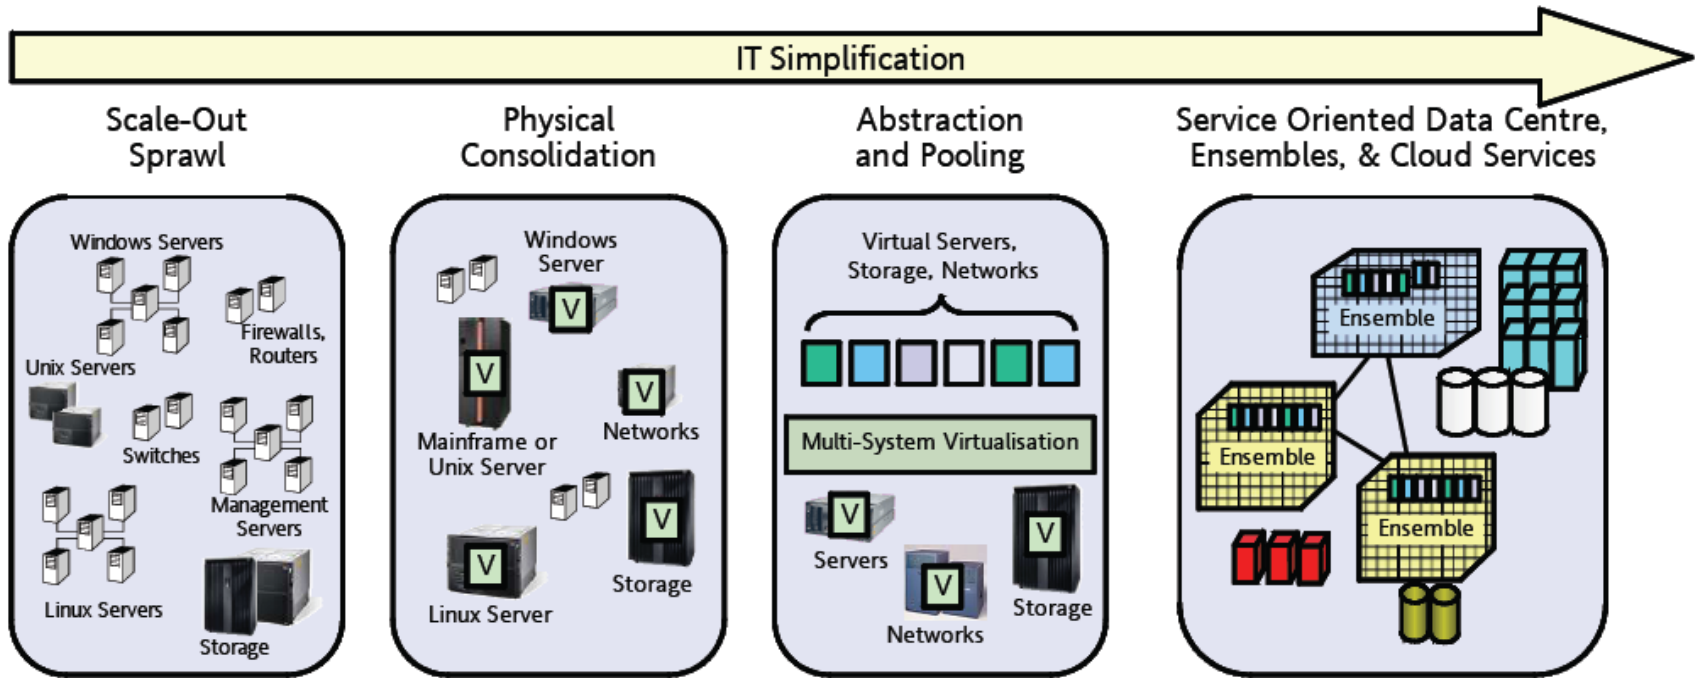 IT Simplification
Scale-Out
Sprawl
Windows Servers
Firewalls,
Routers
Unix Servers
Switches
Management
Servers
Linux Servers
Storage
Physical
Consolidation
Windows
Server
V
V
V
Mainframe or
Unix Server
Networks
V
V
Storage
Linux Server
Abstraction
and Pooling
Virtual Servers,
Storage, Networks
Multi-System Virtualisation
V
V
Servers
V
Storage
Networks
Service Oriented Data Centre,
Ensembles, & Cloud Services
Ensemble
Ensemble
Ensemble